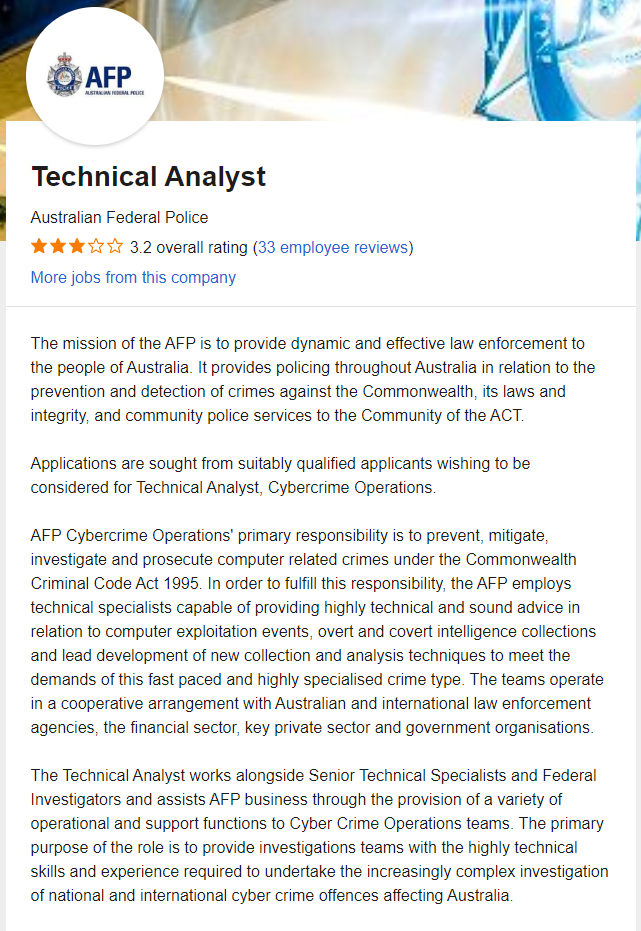 AFP
AUSTRALIAN FEDERAL POLICE
Technical Analyst
Australian Federal Police
3.2 overall rating (33 employee reviews)
More jobs from this company
The mission of the AFP is to provide dynamic and effective law enforcement to
the people of Australia. It provides policing throughout Australia in relation to the
prevention and detection of crimes against the Commonwealth, its laws and
integrity, and community police services to the Community of the ACT.
Applications are sought from suitably qualified applicants wishing to be
considered for Technical Analyst, Cybercrime Operations.
AFP Cybercrime Operations' primary responsibility is to prevent, mitigate,
investigate and prosecute computer related crimes under the Commonwealth
Criminal Code Act 1995. In order to fulfill this responsibility, the AFP employs
technical specialists capable of providing highly technical and sound advice in
relation to computer exploitation events, overt and covert intelligence collections
and lead development of new collection and analysis techniques to meet the
demands of this fast paced and highly specialised crime type. The teams operate
in a cooperative arrangement with Australian and international law enforcement
agencies, the financial sector, key private sector and government organisations.
The Technical Analyst works alongside Senior Technical Specialists and Federal
Investigators and assists AFP business through the provision of a variety of
operational and support functions to Cyber Crime Operations teams. The primary
purpose of the role is to provide investigations teams with the highly technical
skills and experience required to undertake the increasingly complex investigation
of national and international cyber crime offences affecting Australia.